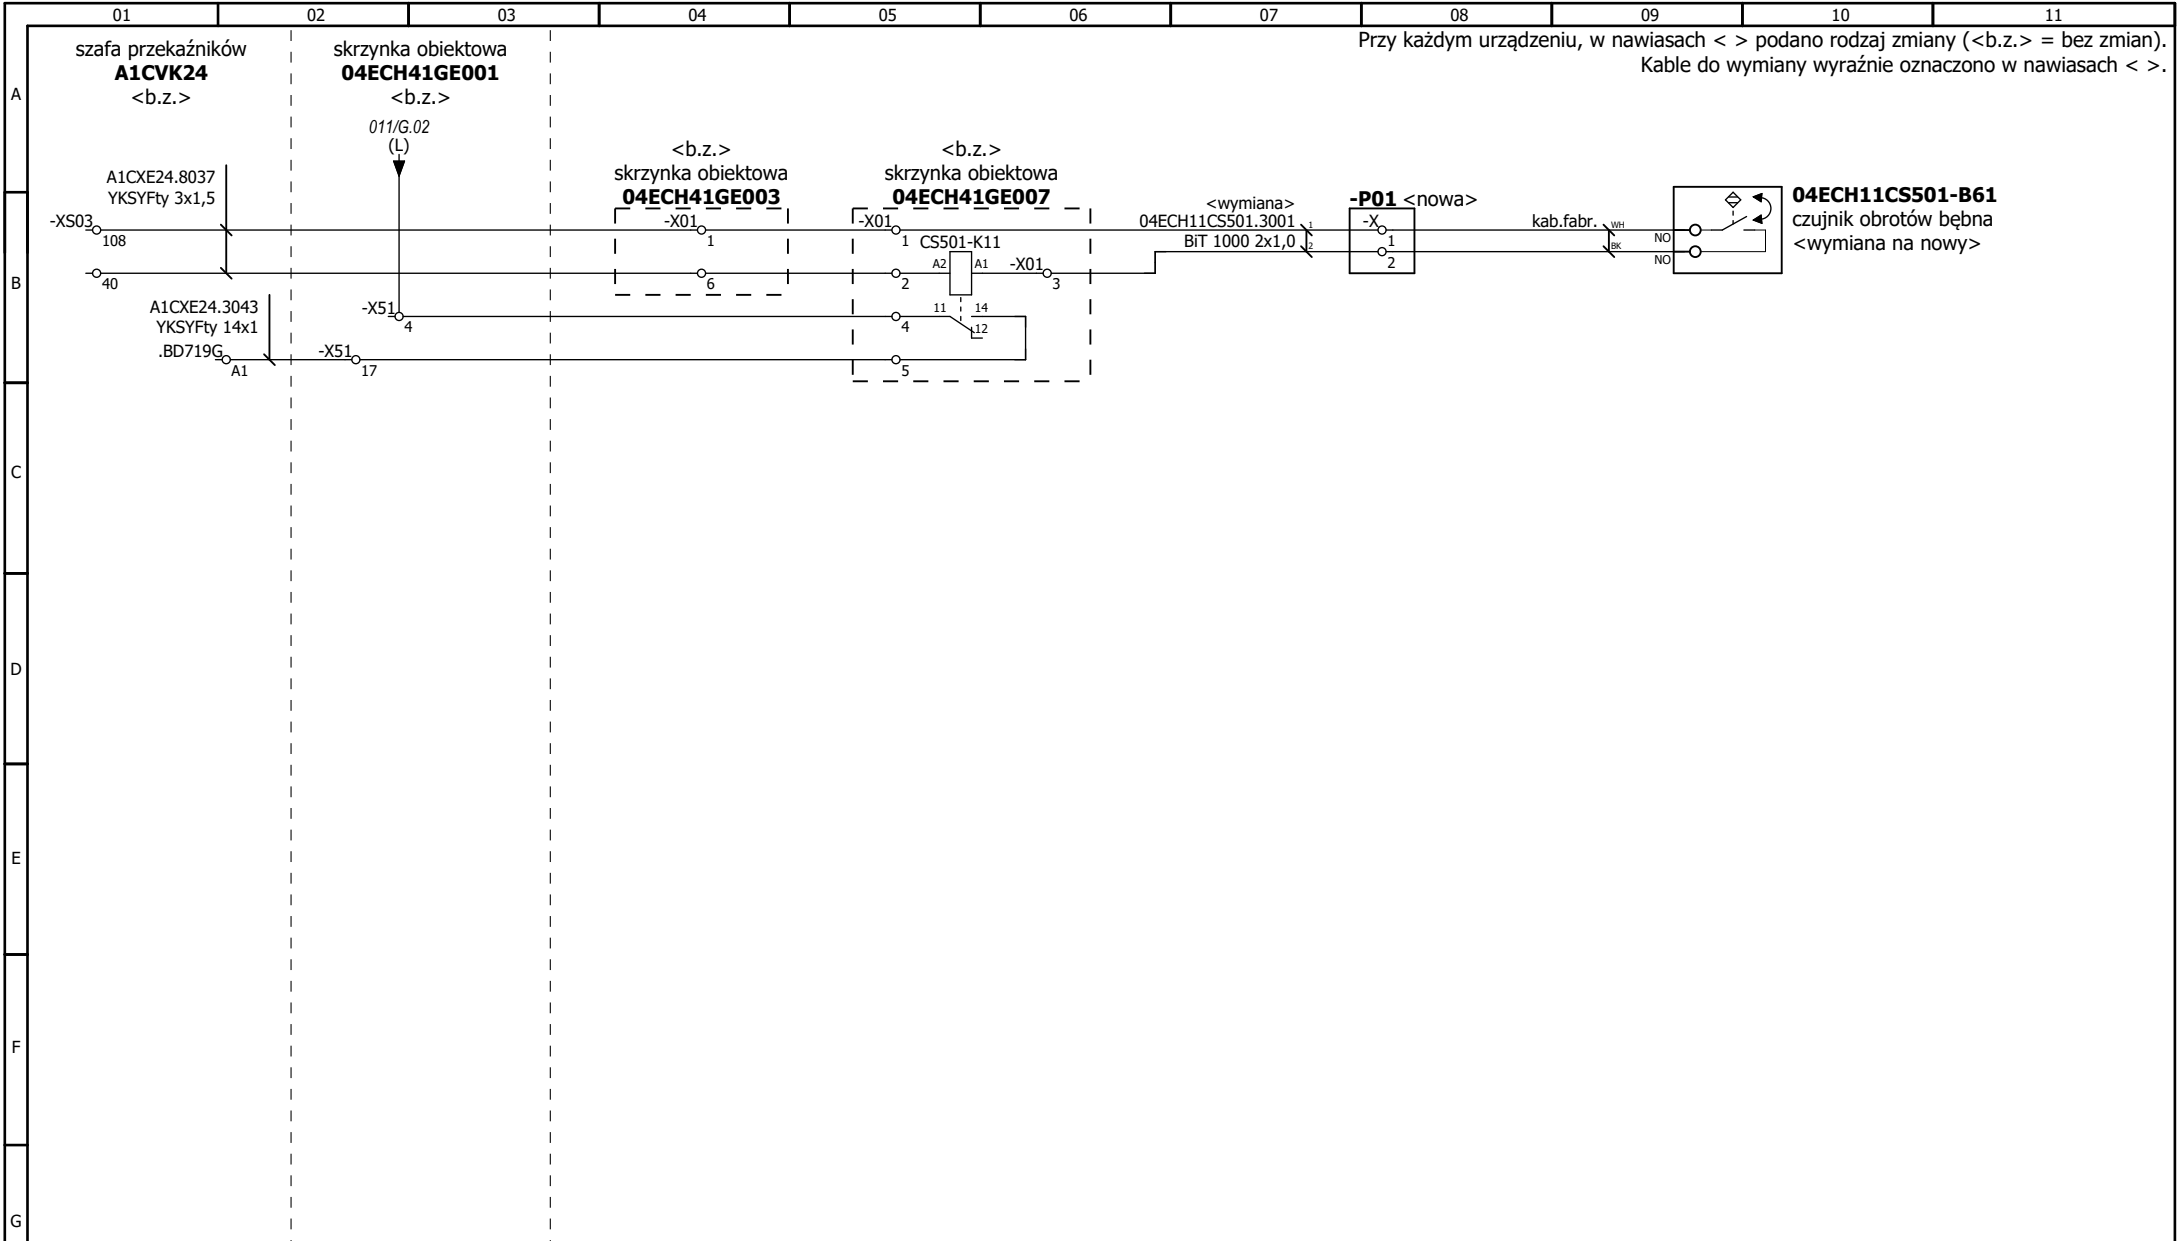 01 02 03 04 05 06 07 08 09 10 11
Przy każdym urządzeniu, w nawiasach < > podano rodzaj zmiany (<b.z.> = bez zmian).
Kable do wymiany wyraźnie oznaczono w nawiasach < >.
szafa przekaźników
A1CVK24
<b.z.>
skrzynka obiektowa
04ECH41GE001
<b.z.>
A
011/G.02
(L)
<b.z.>
skrzynka obiektowa
04ECH41GE003
<b.z.>
skrzynka obiektowa
04ECH41GE007
A1CXE24.8037
YKSYFty 3x1,5
-XS03
108
40
-X01
1
6
-X01
1
CS501-K11
A2
A1
-X01
2
3
11
14
12
4
5
<wymiana>
04ECH11CS501.3001
BiT 1000 2x1,0
1
2
-P01 <nowa>
-X
1
2
kab.fabr.
WH
BK
NO
NO
04ECH11CS501-B61
czujnik obrotów bębna
<wymiana na nowy>
B
A1CXE24.3043
YKSYFty 14x1
.BD719G
A1
-X51
4
-X51
17
C
D
E
F
G